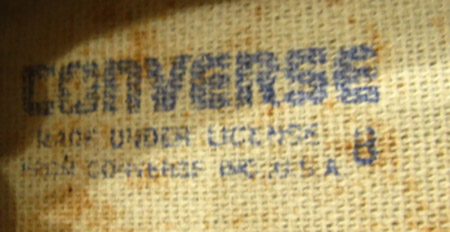 CONVERSE
MADE UNDER LICENSE 8
FROM CONVERSE INC. U.S.A